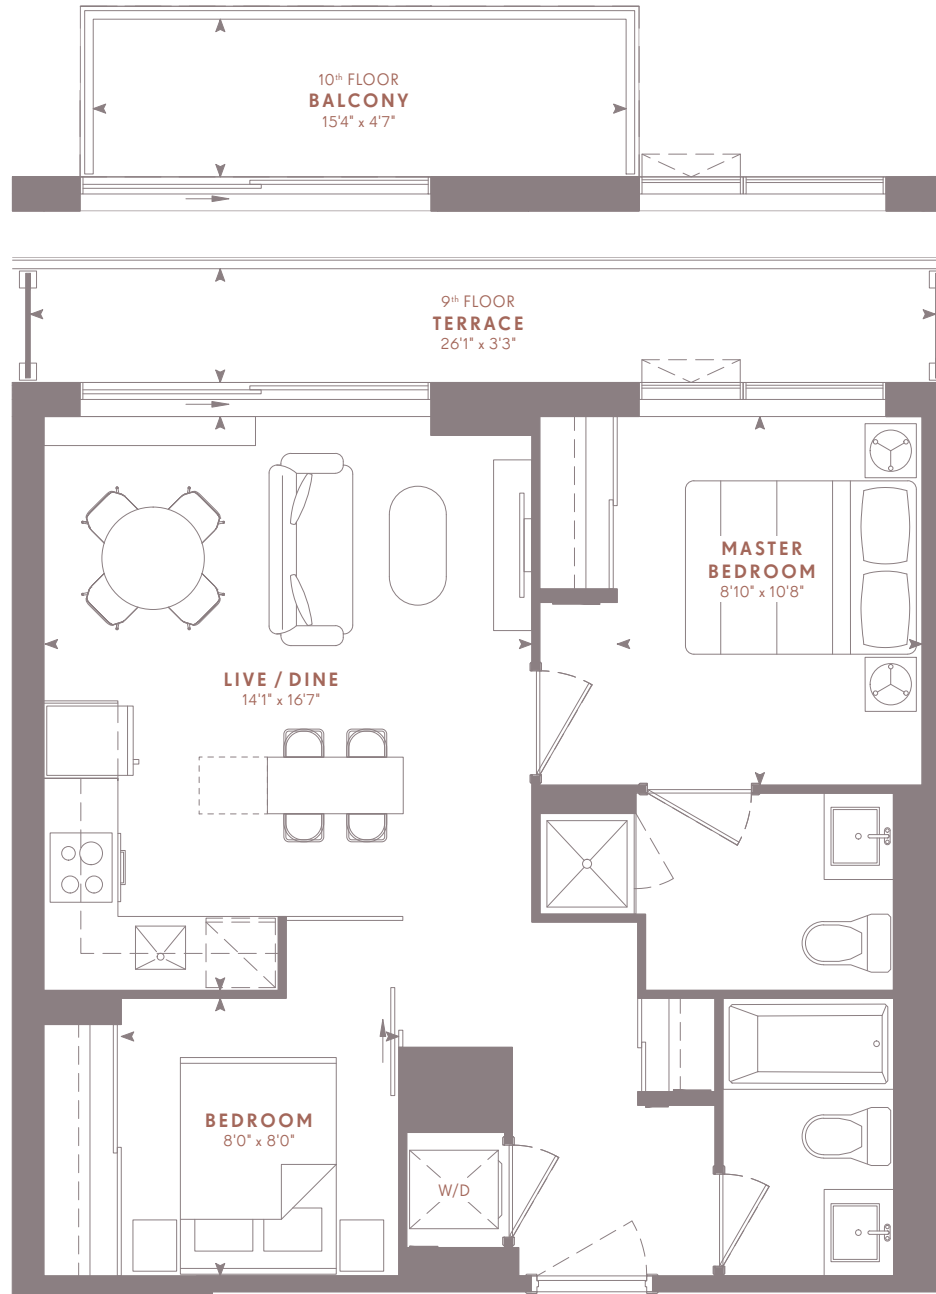 10th FLOOR
BALCONY
15'4" x 4'7"
9th FLOOR
TERRACE
26'1" x 3'3"
MASTER
BEDROOM
8'10" x 10'8"
LIVE / DINE
14'1" x 16'7"
BEDROOM
8'0" x 8'0"
W/D